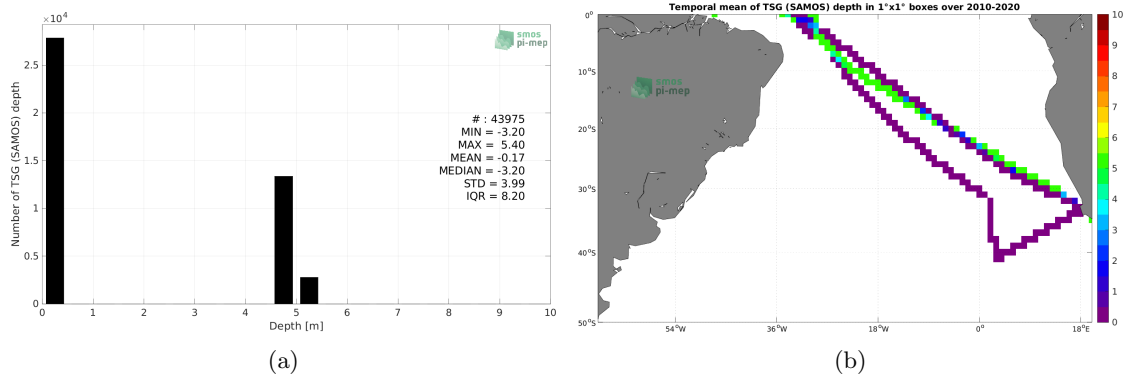 ×10⁴
2.5
2
1.5
1
0.5
0
0 1 2 3 4 5 6 7 8 9 10
Number of TSG (SAMOS) depth
Depth [m]
smos
pi-mep
# : 43975
MIN = -3.20
MAX = 5.40
MEAN = -0.17
MEDIAN = -3.20
STD = 3.99
IQR = 8.20
(a)
Temporal mean of TSG (SAMOS) depth in 1°x1° boxes over 2010-2020
0°
10°S
20°S
30°S
40°S
50°S
54°W 36°W 18°W 0° 18°E
smos
pi-mep
10
9
8
7
6
5
4
3
2
1
0
(b)